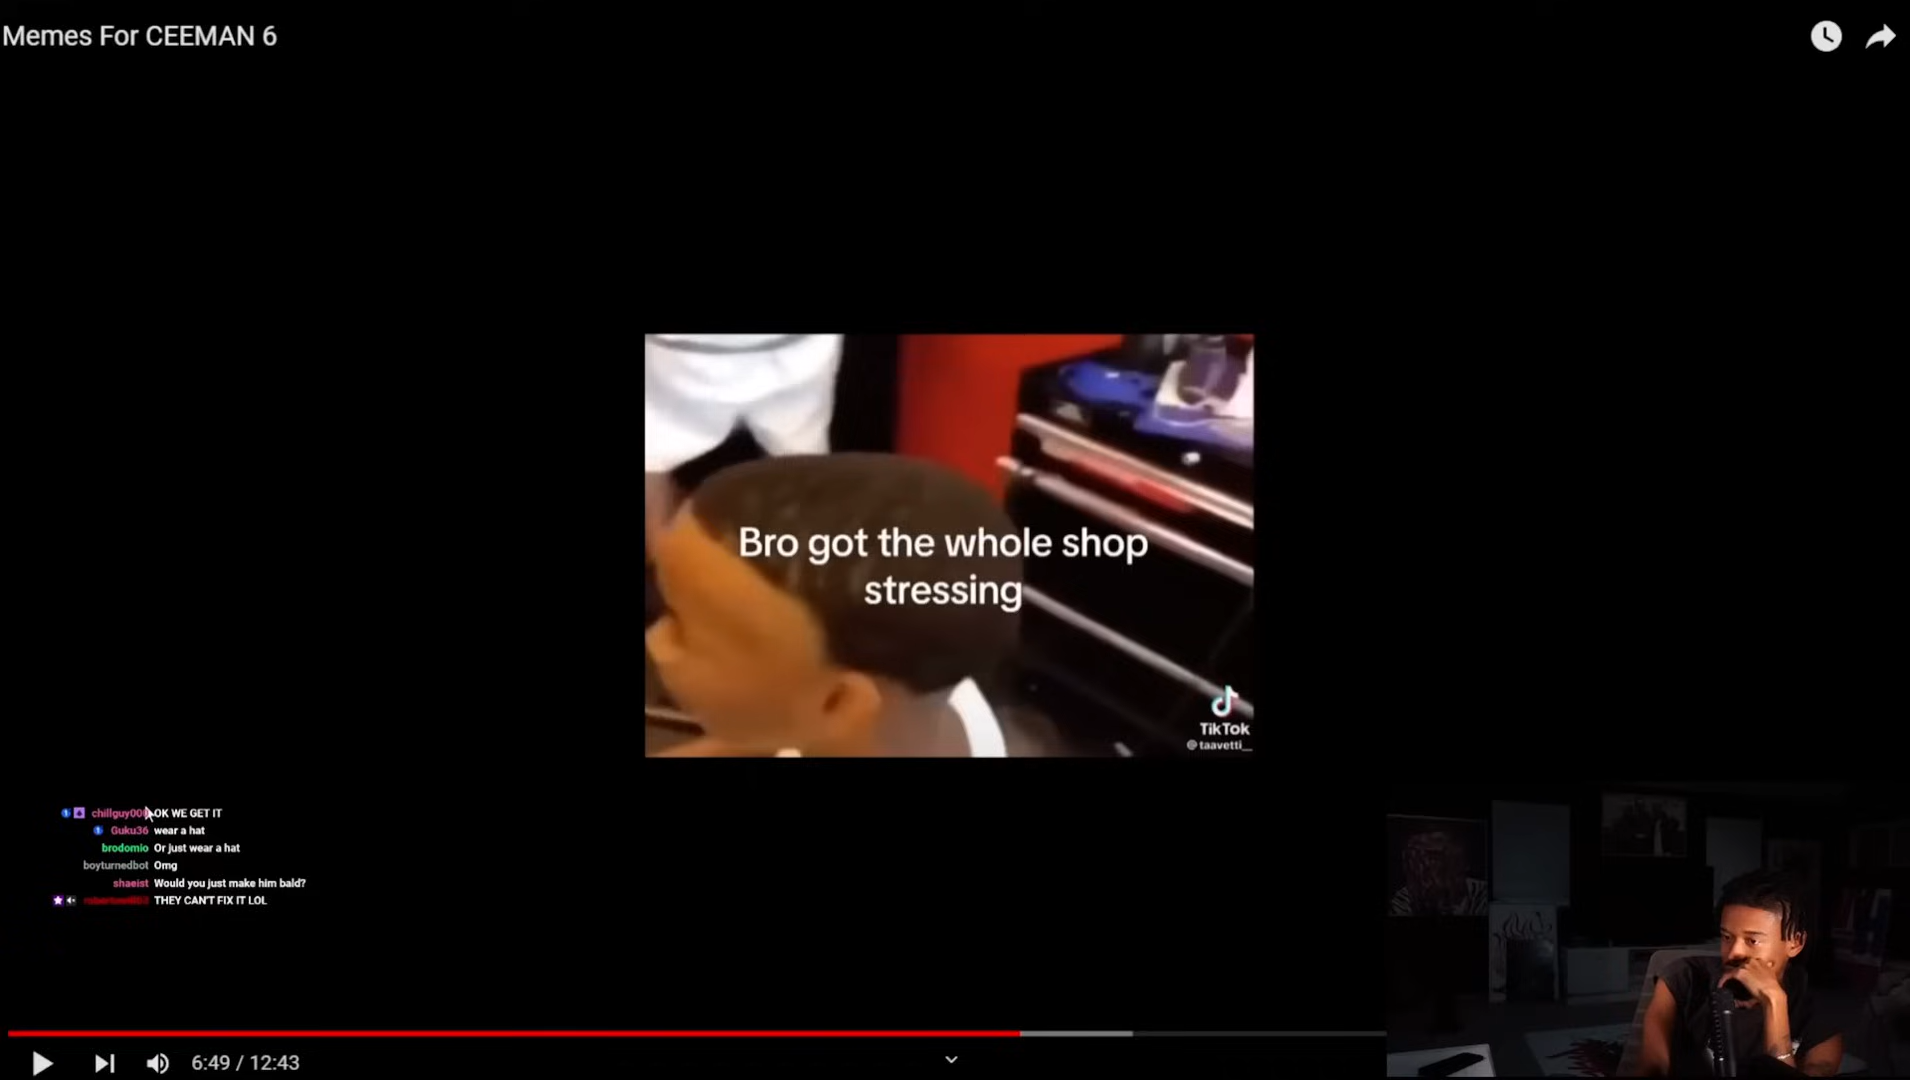 Memes For CEEMAN 6
Bro got the whole shop
stressing
TikTok
@taavetti__
OK WE GET IT
Guku36 wear a hat
brodomio Or just wear a hat
boyturnedbot Omg
shaeist Would you just make him bald?
THEY CAN'T FIX IT LOL
6:49 / 12:43